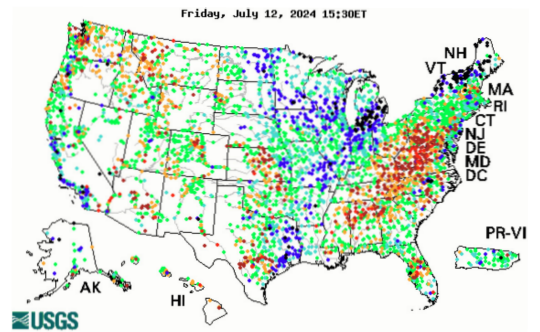 Friday, July 12, 2024 15:30ET
NH
VT
MA
RI
CT
NJ
DE
MD
DC
PR-VI
AK
HI
USGS